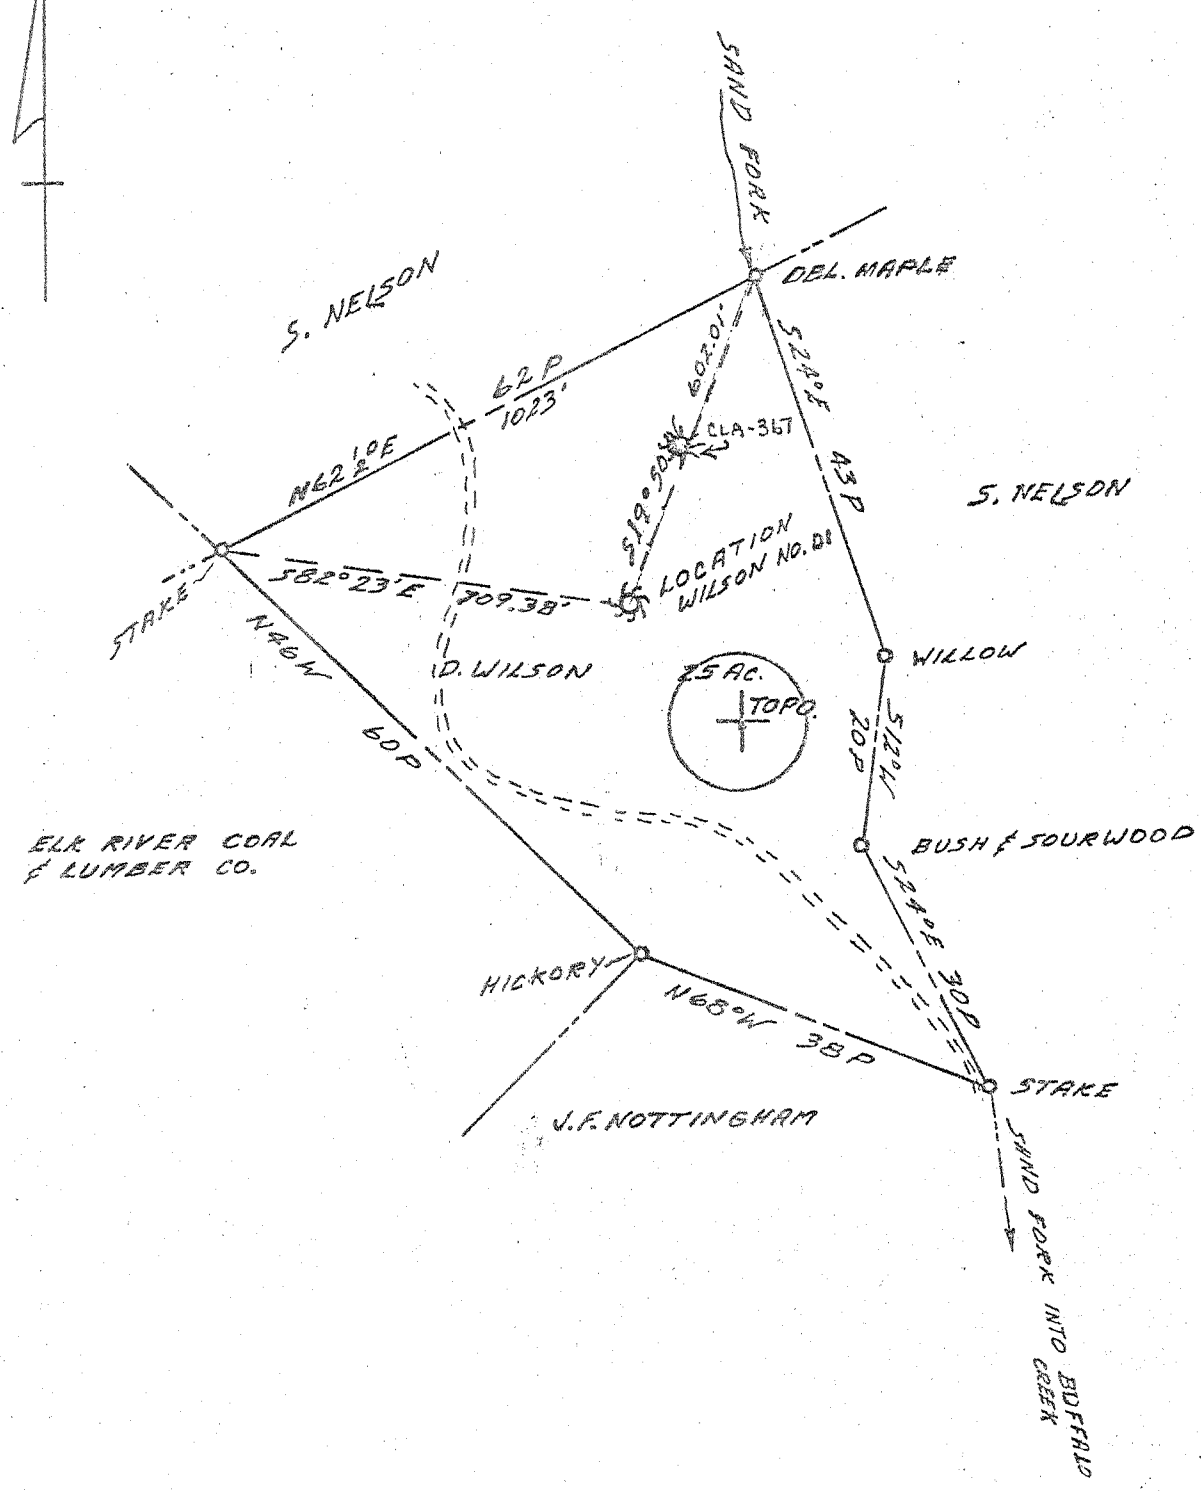 SAND FORK
S. NELSON
DEL. MAPLE
62 P
1023'
N62 1/2° E
602.01'
S24°E 43 P
CLA-367
S. NELSON
S19° 50'
LOCATION
WILSON NO.
S82° 23' E 709.38'
STAKE
N46W
60P
D. WILSON
25 AC.
TOPO.
WILLOW
S12°W
20P
ELK RIVER COAL
& LUMBER CO.
BUSH & SOURWOOD
S24°E 30P
HICKORY
N68°W 38P
STAKE
J.F. NOTTINGHAM
SAND FORK INTO BUFFALO
CREEK